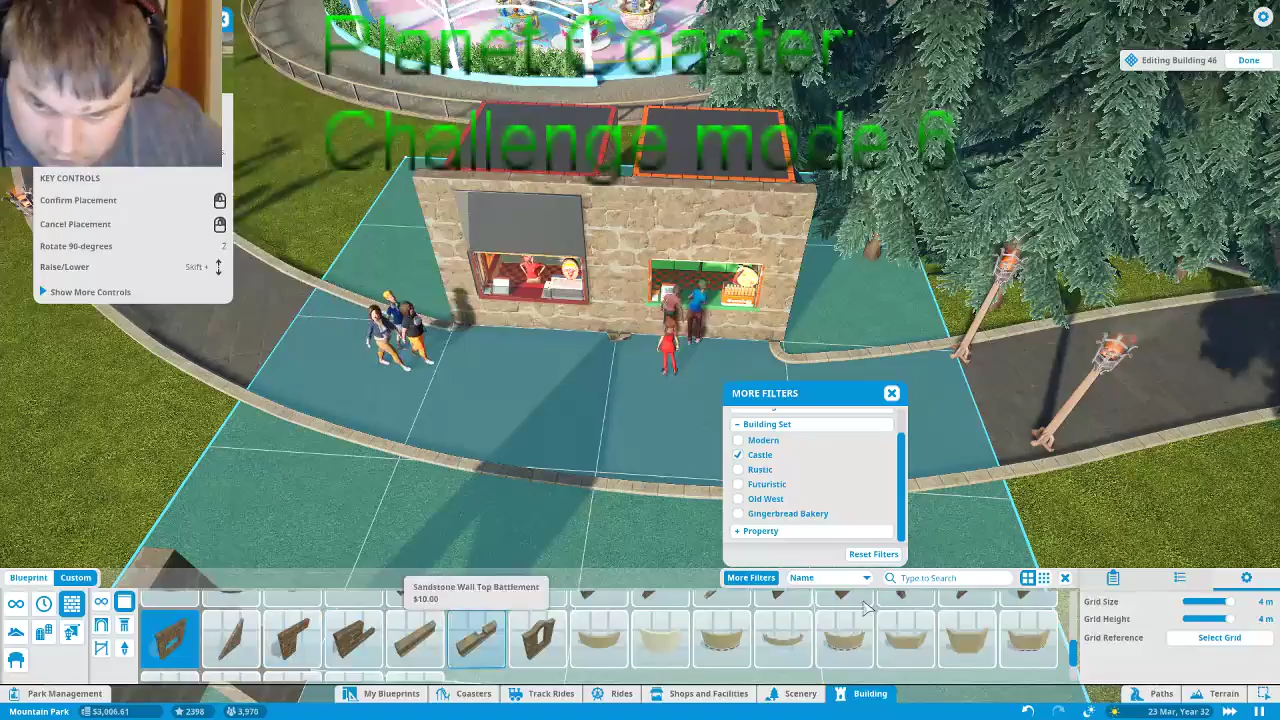 Planet Coaster
Challenge mode 6
Editing Building 46
Done
KEY CONTROLS
Confirm Placement
Cancel Placement
Rotate 90-degrees 2
Raise/Lower Skift +
Show More Controls
MORE FILTERS
− Building Set
Modern
Castle
Rustic
Futuristic
Old West
Gingerbread Bakery
+ Property
Reset Filters
Blueprint Custom
Sandstone Wall Top Battlement
$10.00
More Filters Name Type to Search
Grid Size 4 m
Grid Height 4 m
Grid Reference Select Grid
Park Management My Blueprints Coasters Track Rides Rides Shops and Facilities Scenery Building Paths Terrain
Mountain Park $3,006.61 2398 3,970 23 Mar, Year 32